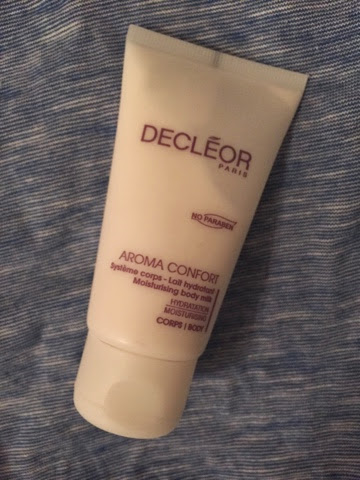 DECLÉOR
PARIS
NO PARABEN
AROMA CONFORT
Système corps - Lait hydratant
Moisturising body milk
HYDRATATION
MOISTURISING
CORPS | BODY